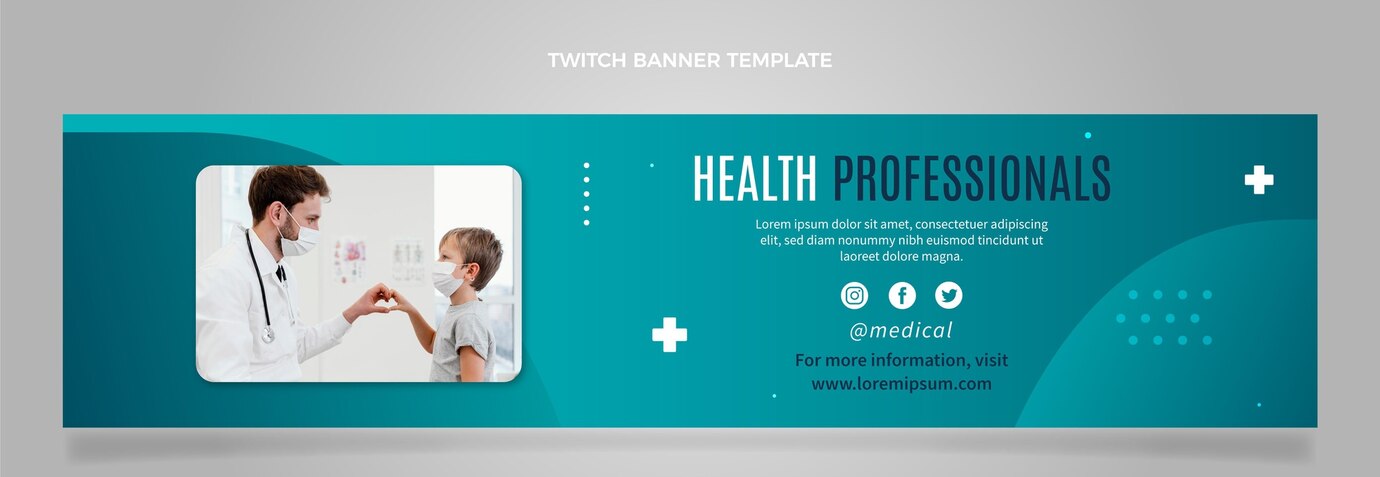 TWITCH BANNER TEMPLATE
HEALTH PROFESSIONALS
Lorem ipsum dolor sit amet, consectetuer adipiscing
elit, sed diam nonummy nibh euismod tincidunt ut
laoreet dolore magna.
@medical
For more information, visit
www.loremipsum.com